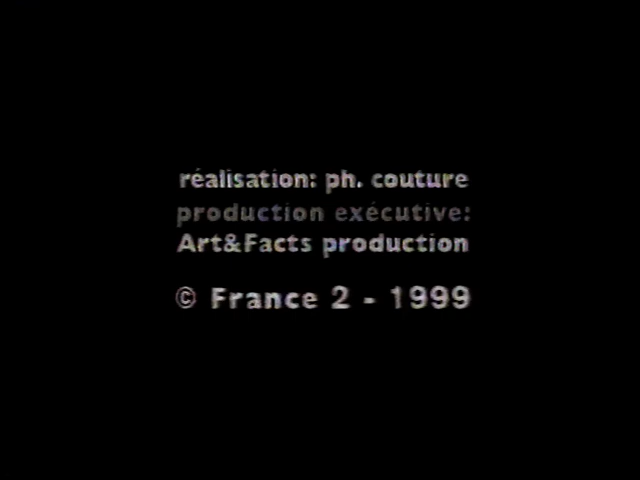 réalisation: ph. couture
production exécutive:
Art&Facts production
© France 2 - 1999